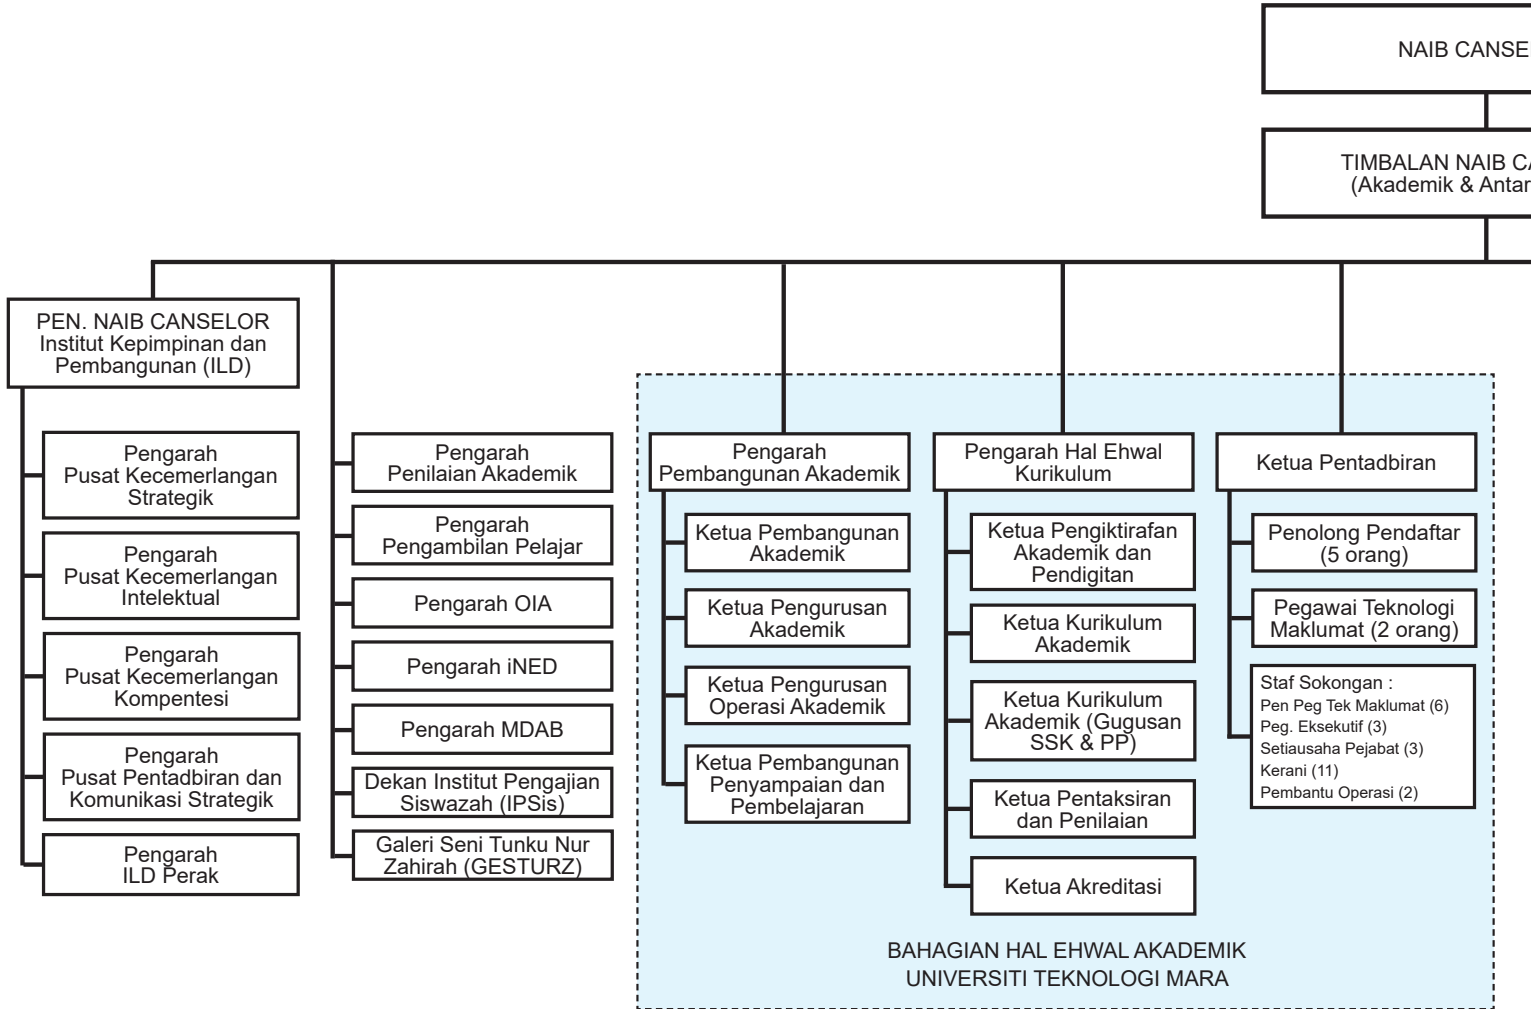 NAIB CANSE
TIMBALAN NAIB CA
(Akademik & Antar
PEN. NAIB CANSELOR
Institut Kepimpinan dan
Pembangunan (ILD)
Pengarah
Pusat Kecemerlangan
Strategik
Pengarah
Pusat Kecemerlangan
Intelektual
Pengarah
Pusat Kecemerlangan
Kompentesi
Pengarah
Pusat Pentadbiran dan
Komunikasi Strategik
Pengarah
ILD Perak
Pengarah
Penilaian Akademik
Pengarah
Pengambilan Pelajar
Pengarah OIA
Pengarah iNED
Pengarah MDAB
Dekan Institut Pengajian
Siswazah (IPSis)
Galeri Seni Tunku Nur
Zahirah (GESTURZ)
Pengarah
Pembangunan Akademik
Ketua Pembangunan
Akademik
Ketua Pengurusan
Akademik
Ketua Pengurusan
Operasi Akademik
Ketua Pembangunan
Penyampaian dan
Pembelajaran
Pengarah Hal Ehwal
Kurikulum
Ketua Pengiktirafan
Akademik dan
Pendigitan
Ketua Kurikulum
Akademik
Ketua Kurikulum
Akademik (Gugusan
SSK & PP)
Ketua Pentaksiran
dan Penilaian
Ketua Akreditasi
Ketua Pentadbiran
Penolong Pendaftar
(5 orang)
Pegawai Teknologi
Maklumat (2 orang)
Staf Sokongan :
Pen Peg Tek Maklumat (6)
Peg. Eksekutif (3)
Setiausaha Pejabat (3)
Kerani (11)
Pembantu Operasi (2)
BAHAGIAN HAL EHWAL AKADEMIK
UNIVERSITI TEKNOLOGI MARA